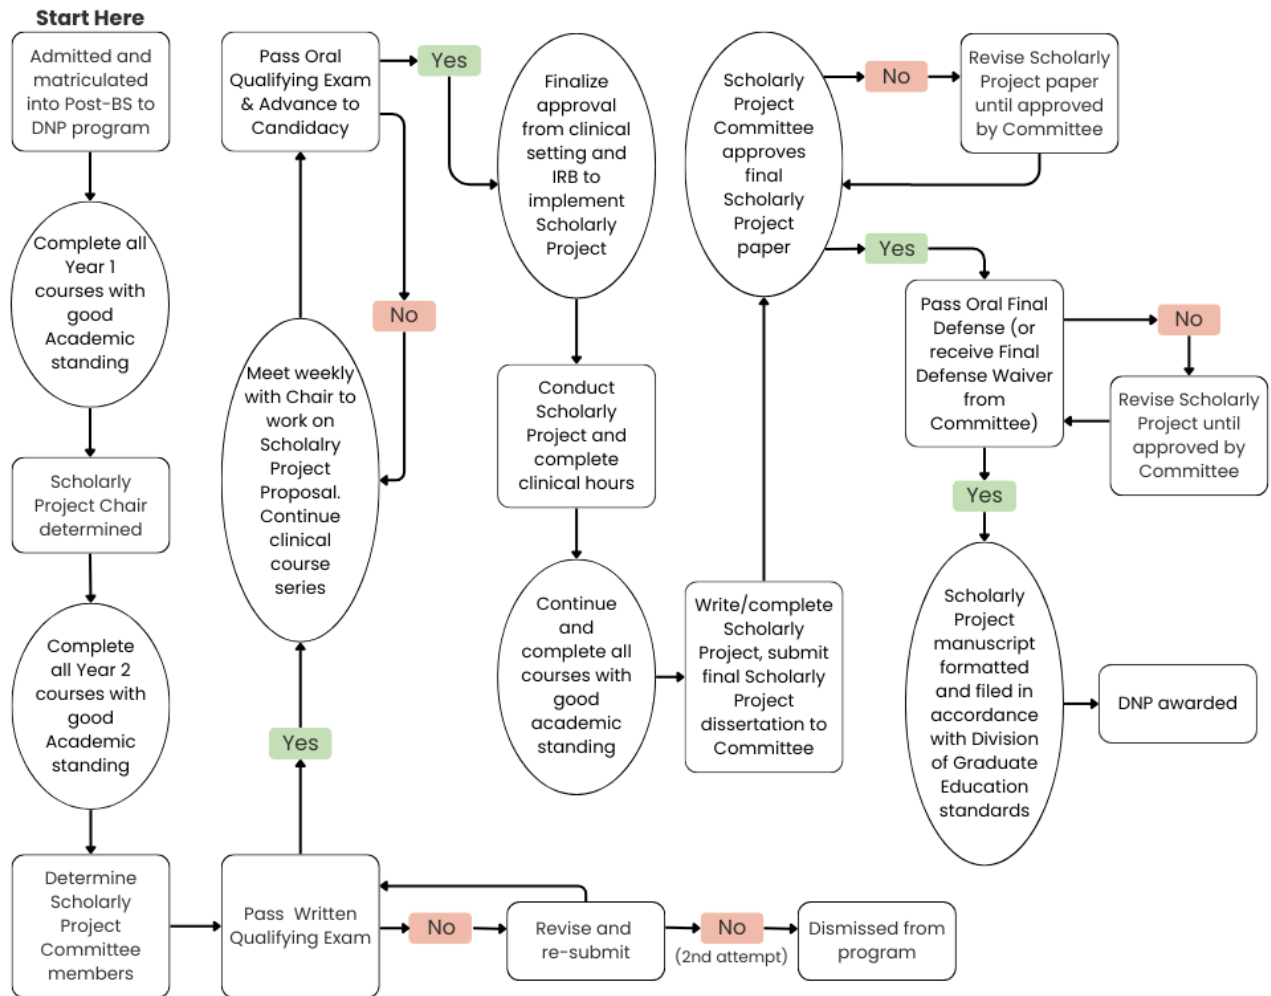 Start Here
Admitted and
matriculated
into Post-BS to
DNP program
Complete all
Year 1
courses with
good
Academic
standing
Scholarly
Project Chair
determined
Complete
all Year 2
courses with
good
Academic
standing
Determine
Scholarly
Project
Committee
members
Pass Written
Qualifying Exam
No
Revise and
re-submit
No
(2nd attempt)
Dismissed from
program
Yes
Meet weekly
with Chair to
work on
Scholalry
Project
Proposal.
Continue
clinical
course
series
Pass Oral
Qualifying Exam
& Advance to
Candidacy
No
Yes
Finalize
approval
from clinical
setting and
IRB to
implement
Scholarly
Project
Conduct
Scholarly
Project and
complete
clinical hours
Continue
and
complete all
courses with
good
academic
standing
Write/complete
Scholarly
Project, submit
final Scholarly
Project
dissertation to
Committee
Scholarly
Project
Committee
approves
final
Scholarly
Project
paper
No
Revise Scholarly
Project paper
until approved
by Committee
Yes
Pass Oral Final
Defense (or
receive Final
Defense Waiver
from
Committee)
No
Revise Scholarly
Project until
approved by
Committee
Yes
Scholarly
Project
manuscript
formatted
and filed in
accordance
with Division
of Graduate
Education
standards
DNP awarded